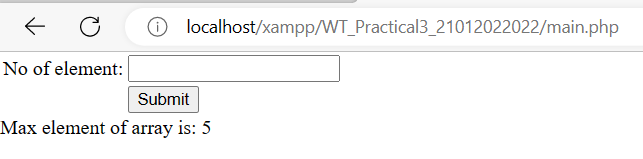 localhost/xampp/WT_Practical3_21012022022/main.php
No of element:
Submit
Max element of array is: 5